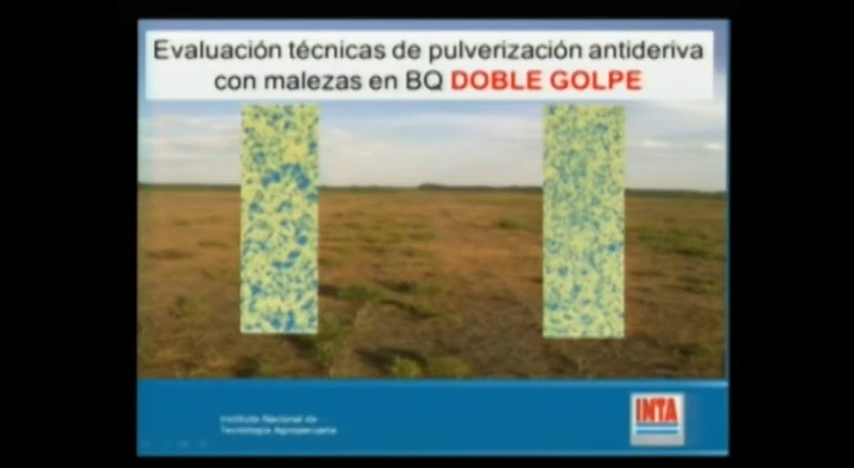 Evaluación técnicas de pulverización antideriva
con malezas en BQ DOBLE GOLPE
Instituto Nacional de
Tecnología Agropecuaria
INTA